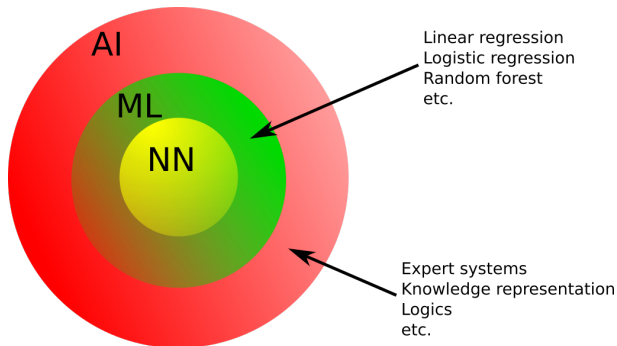 AI
ML
NN
Linear regression
Logistic regression
Random forest
etc.
Expert systems
Knowledge representation
Logics
etc.